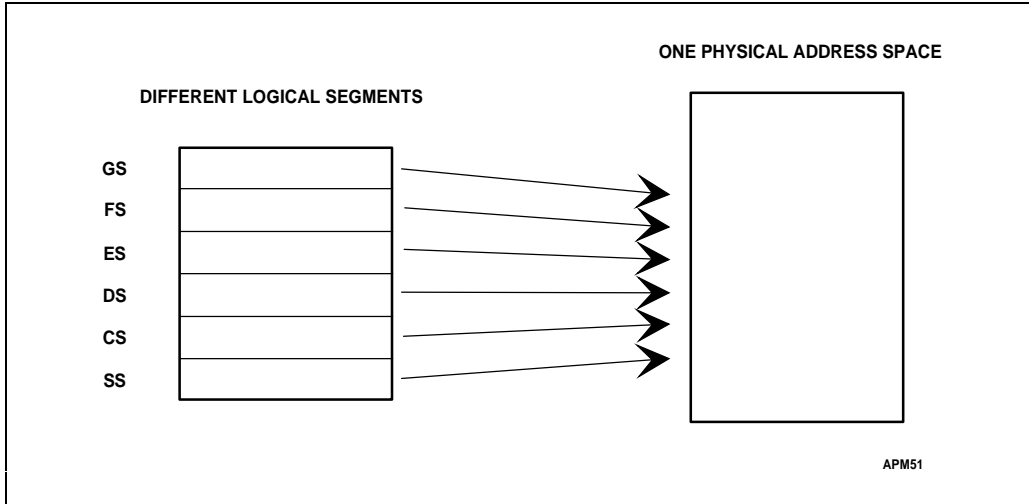 ONE PHYSICAL ADDRESS SPACE
DIFFERENT LOGICAL SEGMENTS
GS
FS
ES
DS
CS
SS
APM51